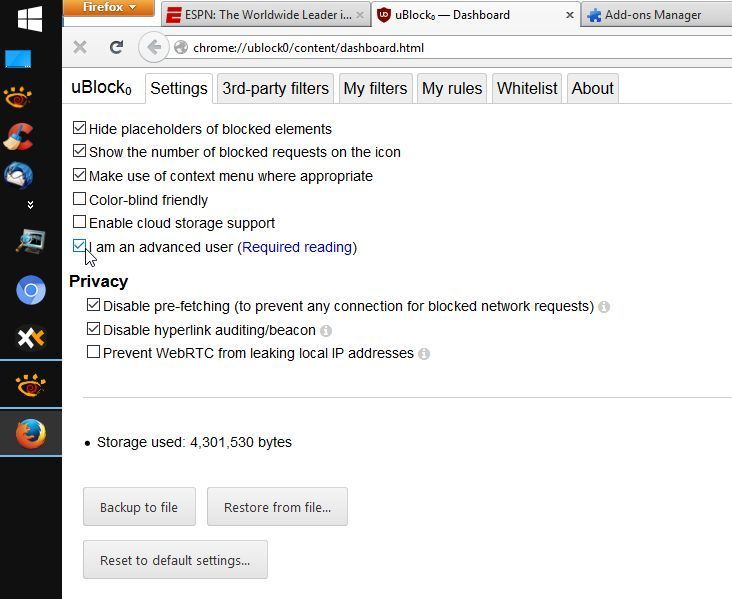 Firefox
ESPN: The Worldwide Leader i...
uBlock₀ — Dashboard
Add-ons Manager
chrome://ublock0/content/dashboard.html
uBlock₀
Settings
3rd-party filters
My filters
My rules
Whitelist
About
Hide placeholders of blocked elements
Show the number of blocked requests on the icon
Make use of context menu where appropriate
Color-blind friendly
Enable cloud storage support
I am an advanced user (Required reading)
Privacy
Disable pre-fetching (to prevent any connection for blocked network requests)
Disable hyperlink auditing/beacon
Prevent WebRTC from leaking local IP addresses
Storage used: 4,301,530 bytes
Backup to file
Restore from file...
Reset to default settings...